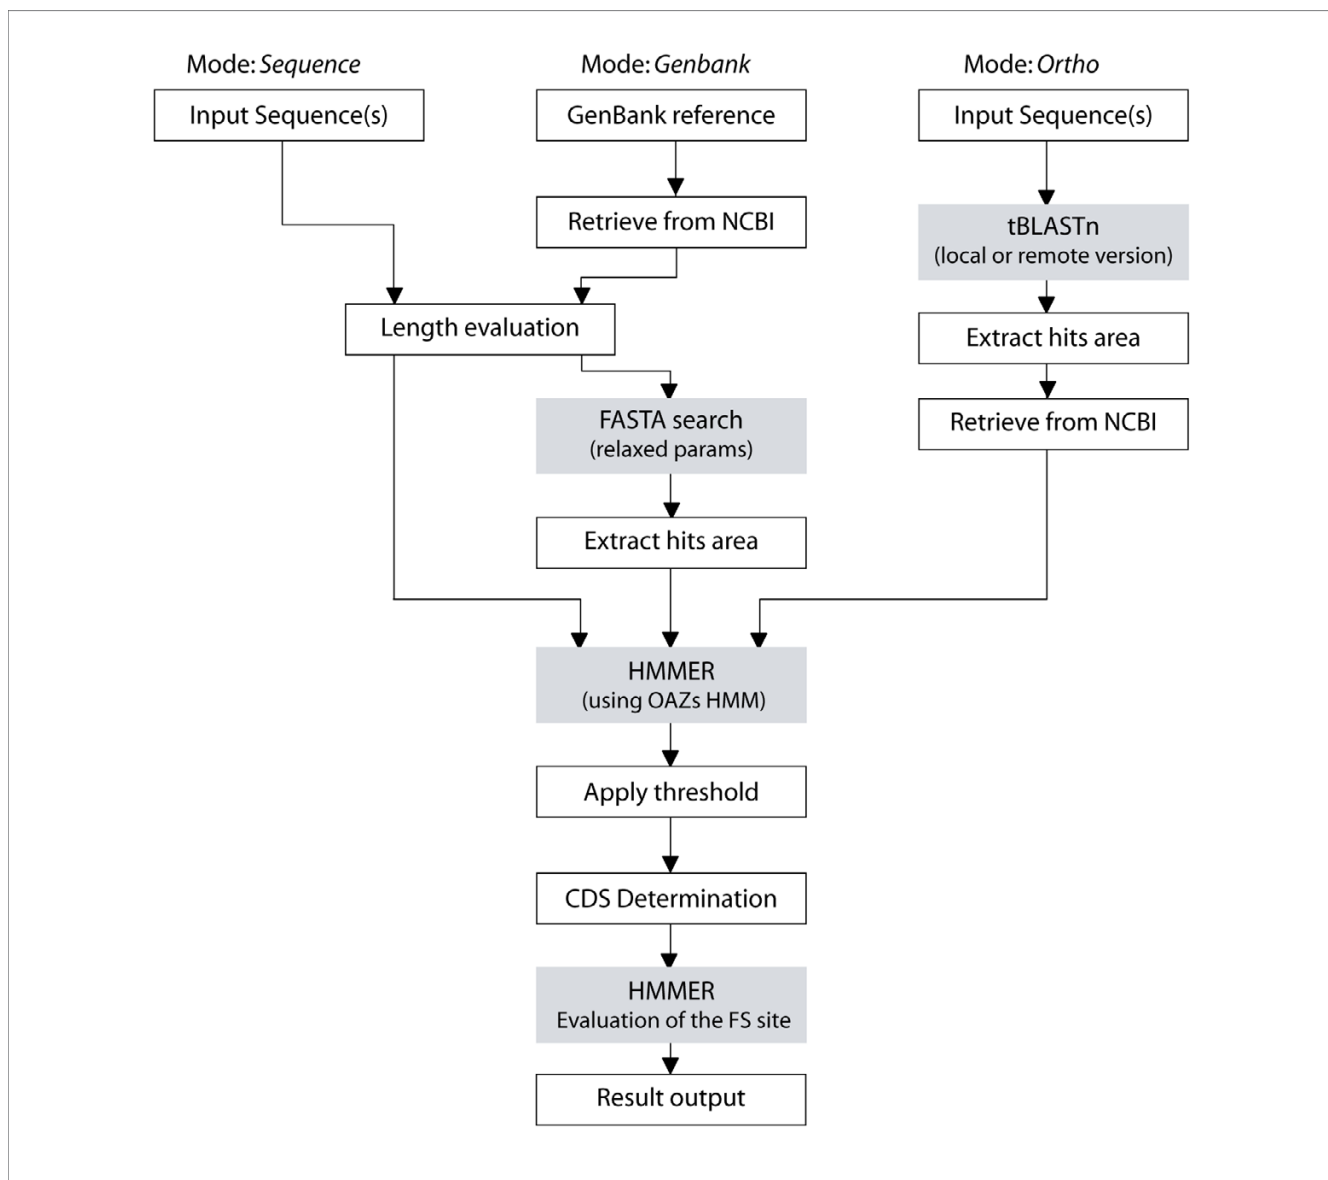 Mode: Sequence
Input Sequence(s)
Mode: Genbank
GenBank reference
Retrieve from NCBI
Mode: Ortho
Input Sequence(s)
tBLASTn
(local or remote version)
Extract hits area
Retrieve from NCBI
Length evaluation
FASTA search
(relaxed params)
Extract hits area
HMMER
(using OAZs HMM)
Apply threshold
CDS Determination
HMMER
Evaluation of the FS site
Result output